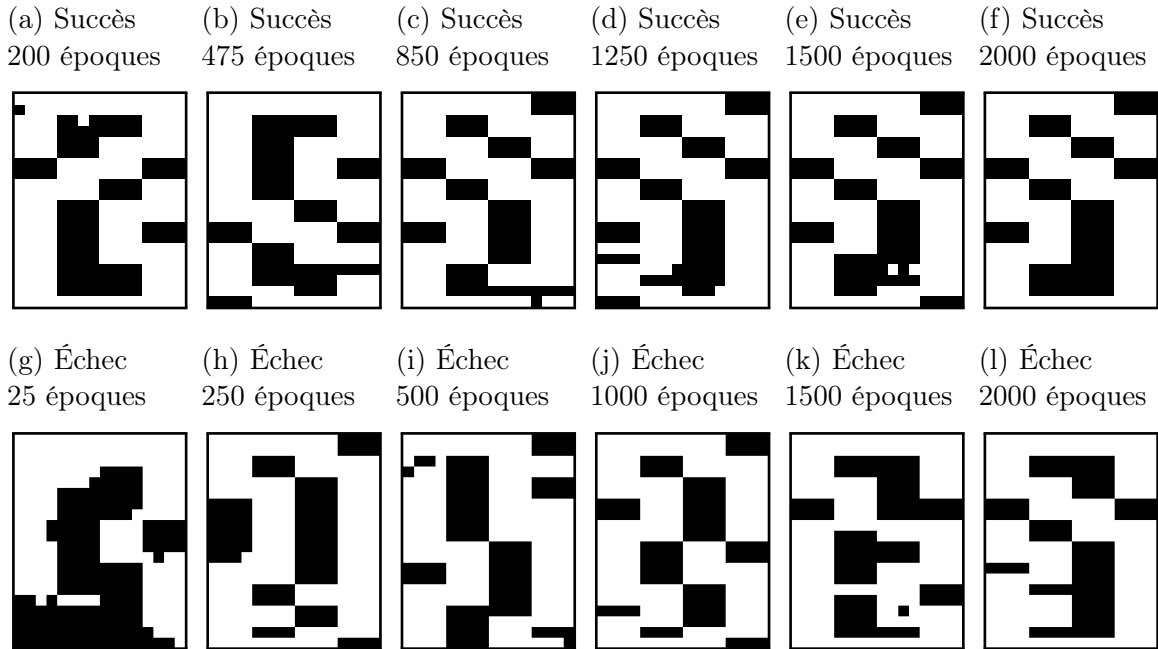 (a) Succès (b) Succès (c) Succès (d) Succès (e) Succès (f) Succès
200 époques 475 époques 850 époques 1250 époques 1500 époques 2000 époques
(g) Échec (h) Échec (i) Échec (j) Échec (k) Échec (l) Échec
25 époques 250 époques 500 époques 1000 époques 1500 époques 2000 époques